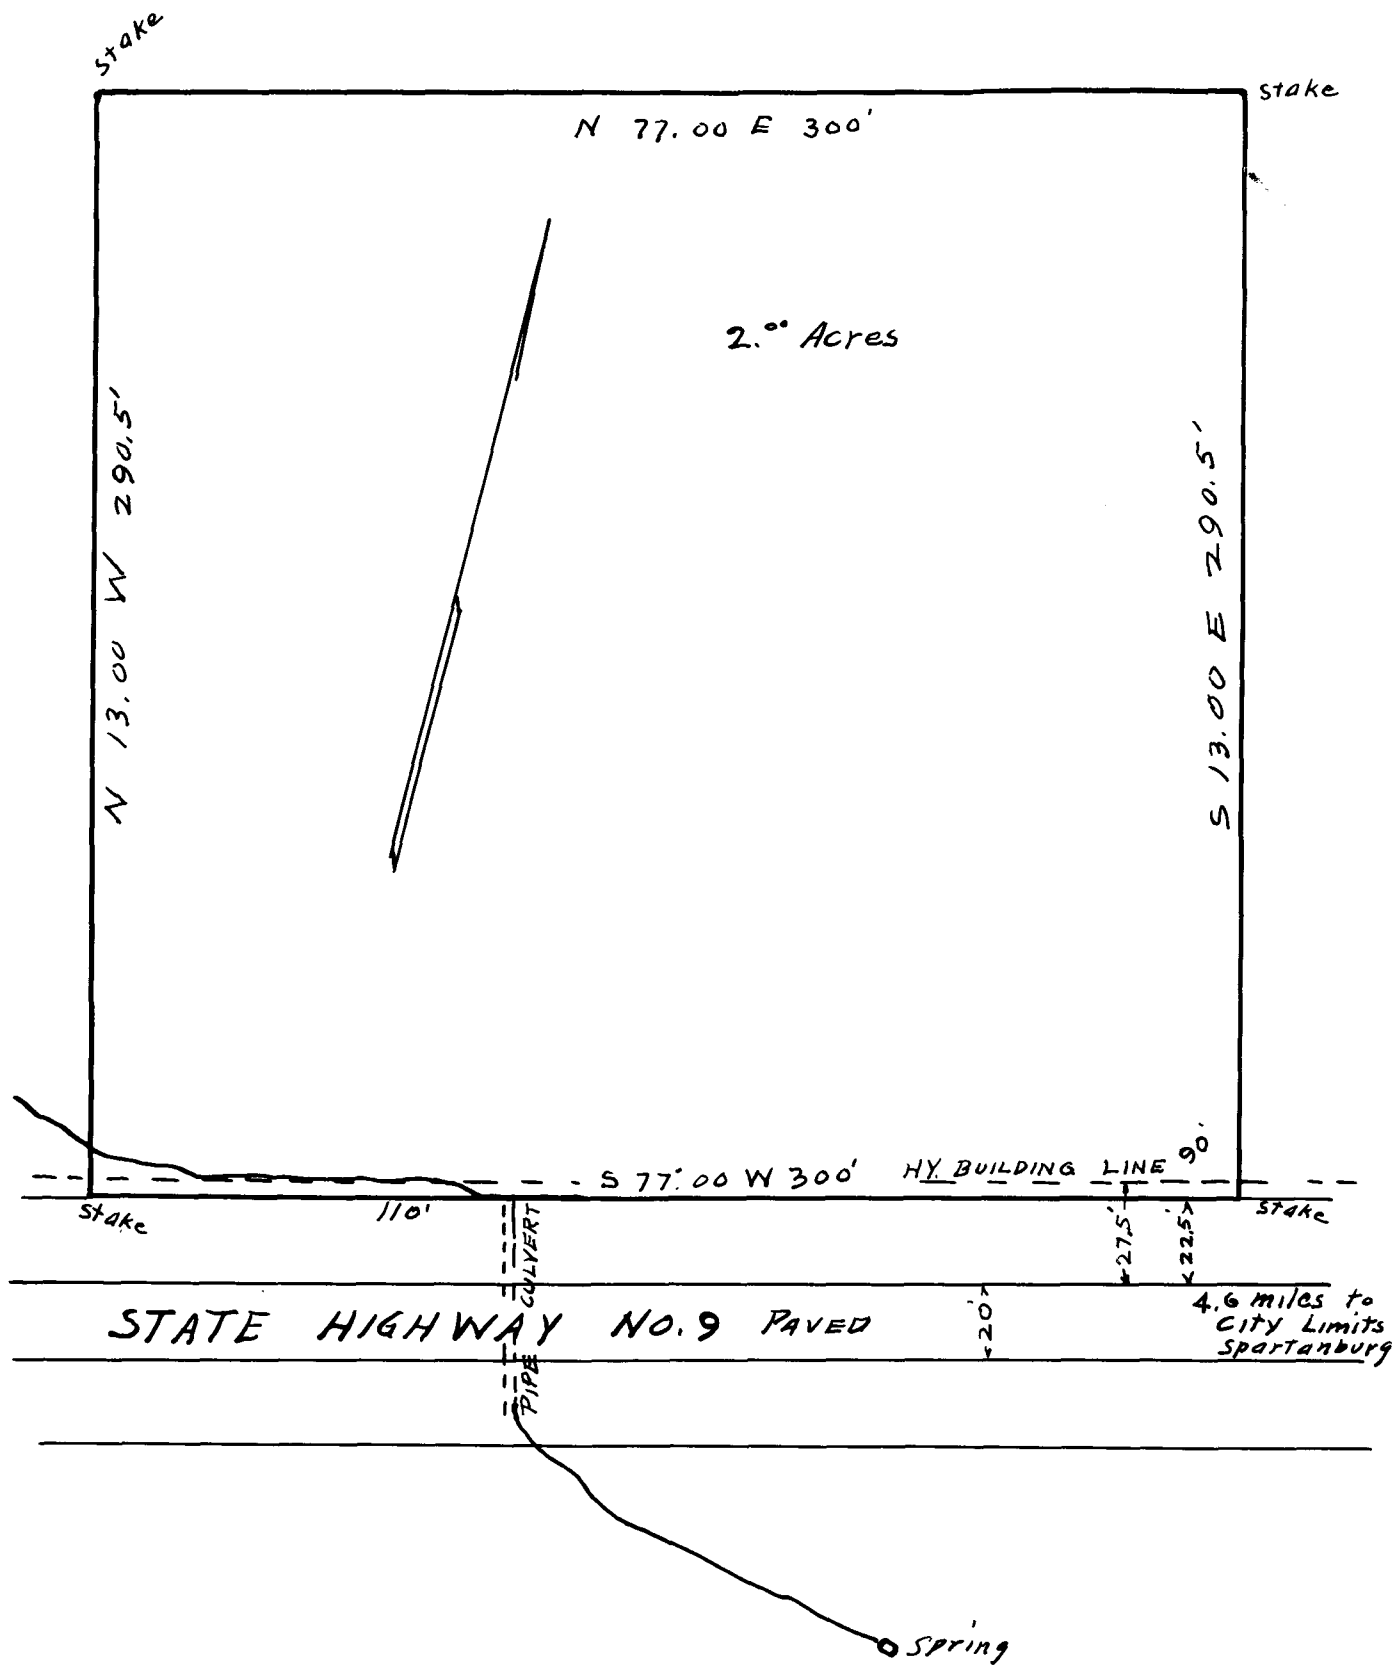 stake
stake
N 77.00 E 300'
2.00 Acres
N 13.00 W 290.5'
S 13.00 E 290.5'
90'
S 77.00 W 300'
HY. BUILDING LINE
stake
110'
stake
27.5'
22.5'
PIPE CULVERT
STATE HIGHWAY NO. 9 PAVED
20'
4.6 miles to
City Limits
Spartanburg
Spring